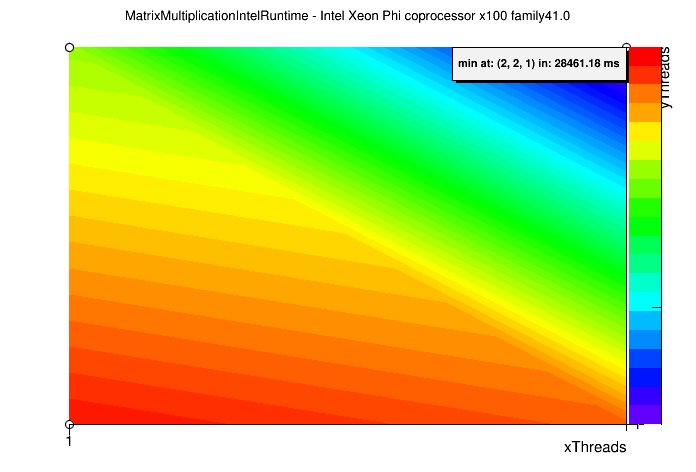 MatrixMultiplicationIntelRuntime - Intel Xeon Phi coprocessor x100 family41.0
min at: (2, 2, 1) in: 28461.18 ms
yThreads
1
xThreads